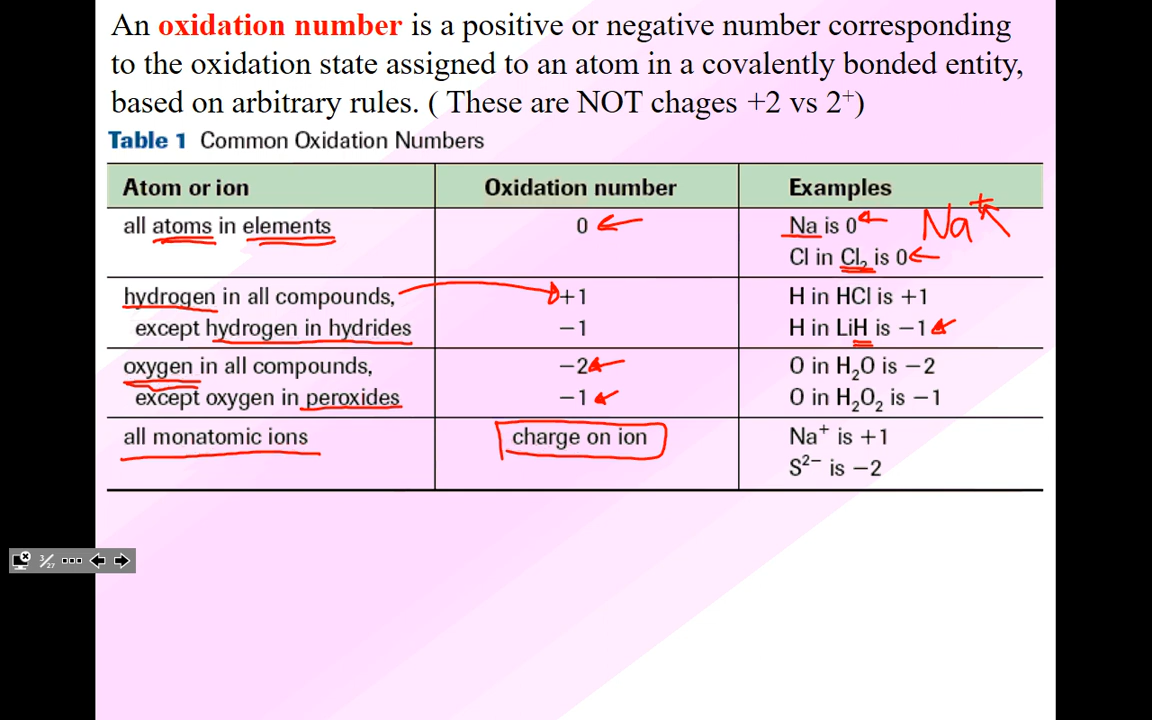 An oxidation number is a positive or negative number corresponding
to the oxidation state assigned to an atom in a covalently bonded entity,
based on arbitrary rules. ( These are NOT chages +2 vs 2⁺)
Table 1 Common Oxidation Numbers
Atom or ion Oxidation number Examples
all atoms in elements 0 Na is 0 Na⁺
Cl in Cl₂ is 0
hydrogen in all compounds, +1 H in HCl is +1
except hydrogen in hydrides −1 H in LiH is −1
oxygen in all compounds, −2 O in H₂O is −2
except oxygen in peroxides −1 O in H₂O₂ is −1
all monatomic ions charge on ion Na⁺ is +1
S²⁻ is −2
3/27